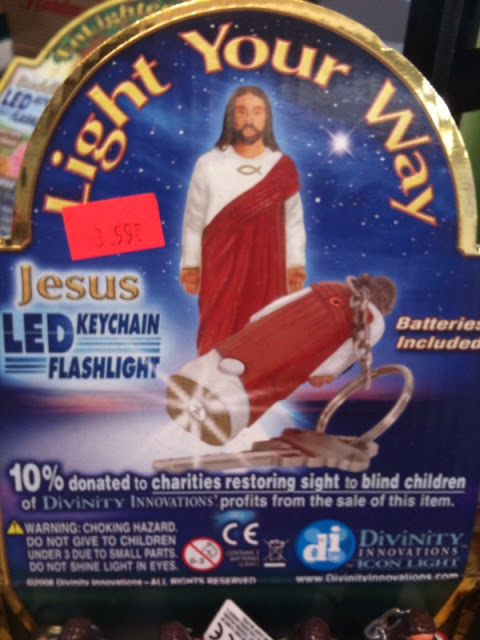 Light Your Way
LED
3.99
Jesus
LED KEYCHAIN
FLASHLIGHT
Batteries
Included
10% donated to charities restoring sight to blind children
of DIVINITY INNOVATIONS' profits from the sale of this item.
WARNING: CHOKING HAZARD.
DO NOT GIVE TO CHILDREN
UNDER 3 DUE TO SMALL PARTS.
DO NOT SHINE LIGHT IN EYES.
0-3
CE
di
DIVINITY
INNOVATIONS
ICON LIGHT
©2008 Divinity Innovations – ALL RIGHTS RESERVED
www.DivinityInnovations.com